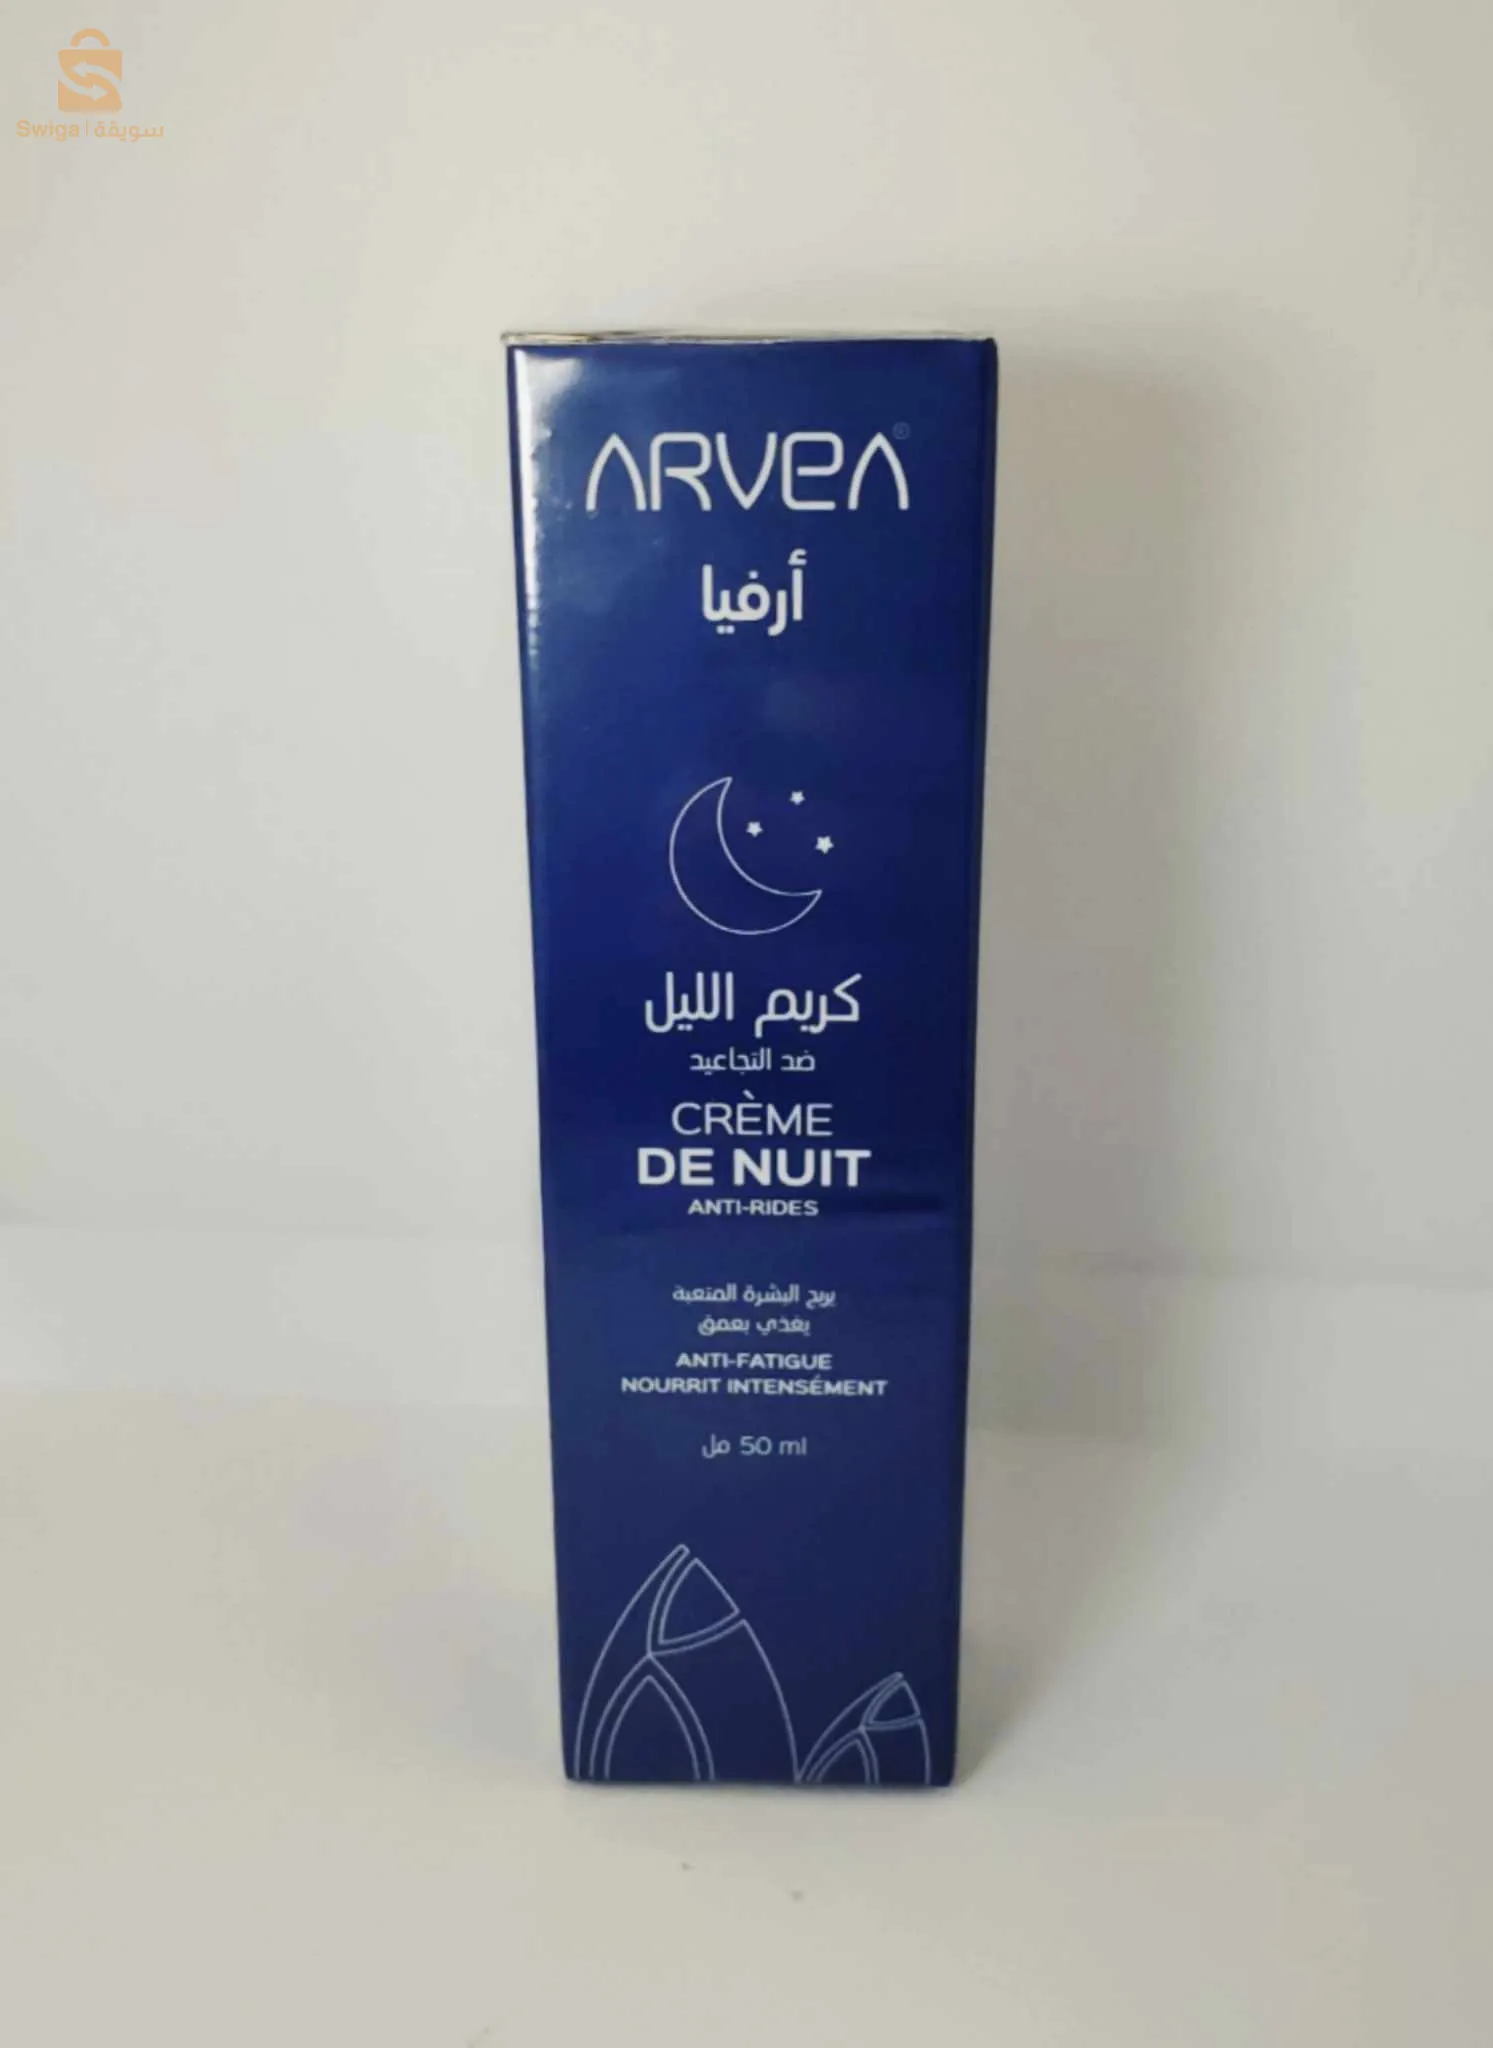 Swiga | سويقة
ARVEA®
أرفيا
كريم الليل
ضد التجاعيد
CRÈME
DE NUIT
ANTI-RIDES
يريح البشرة المتعبة
يغذي بعمق
ANTI-FATIGUE
NOURRIT INTENSÉMENT
50 ml مل